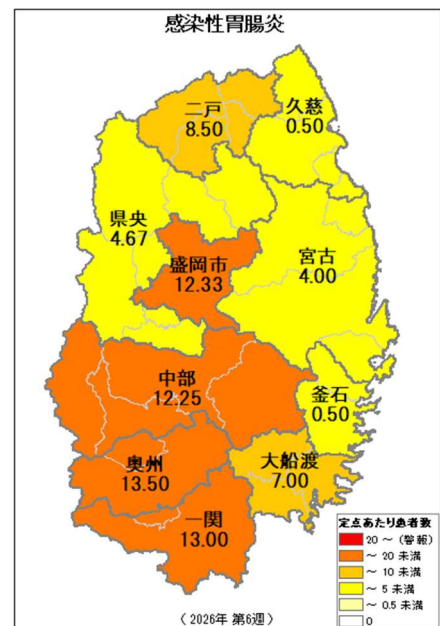 感染性胃腸炎
二戸
8.50
久慈
0.50
県央
4.67
盛岡市
12.33
宮古
4.00
中部
12.25
釜石
0.50
奥州
13.50
大船渡
7.00
一関
13.00
定点あたり患者数
20 ~ (警報)
~ 20 未満
~ 10 未満
~ 5 未満
~ 0.5 未満
0
( 2026年 第6週 )